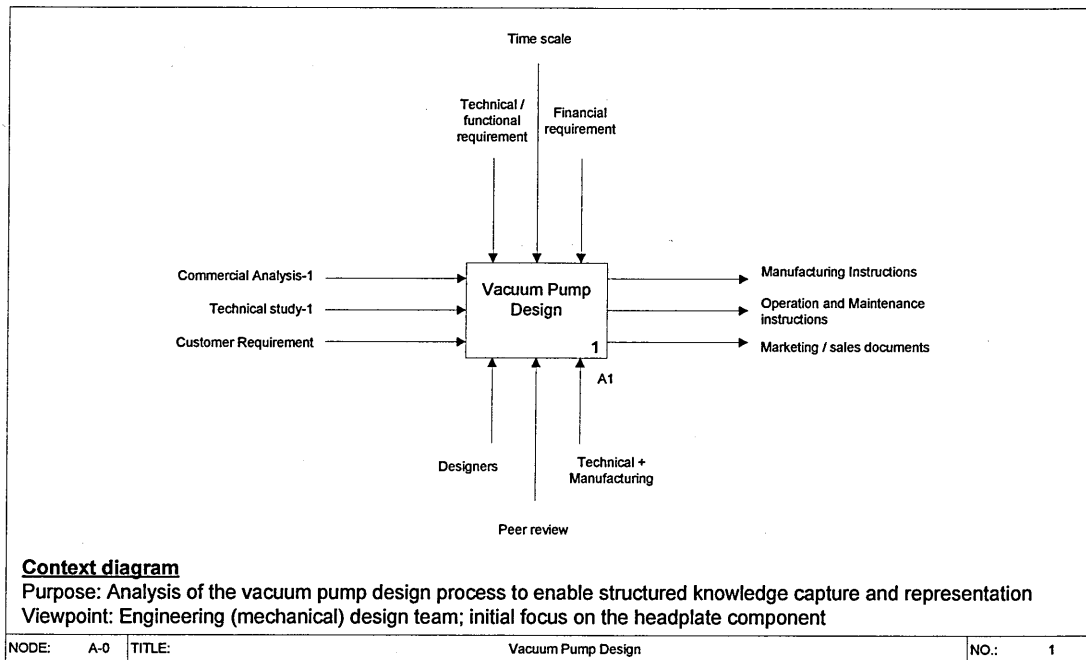 Time scale
Technical /
functional
requirement
Financial
requirement
Commercial Analysis-1
Technical study-1
Customer Requirement
Vacuum Pump
Design
1
A1
Manufacturing Instructions
Operation and Maintenance
instructions
Marketing / sales documents
Designers
Technical +
Manufacturing
Peer review
Context diagram
Purpose: Analysis of the vacuum pump design process to enable structured knowledge capture and representation
Viewpoint: Engineering (mechanical) design team; initial focus on the headplate component
NODE: A-0 TITLE: Vacuum Pump Design NO.: 1